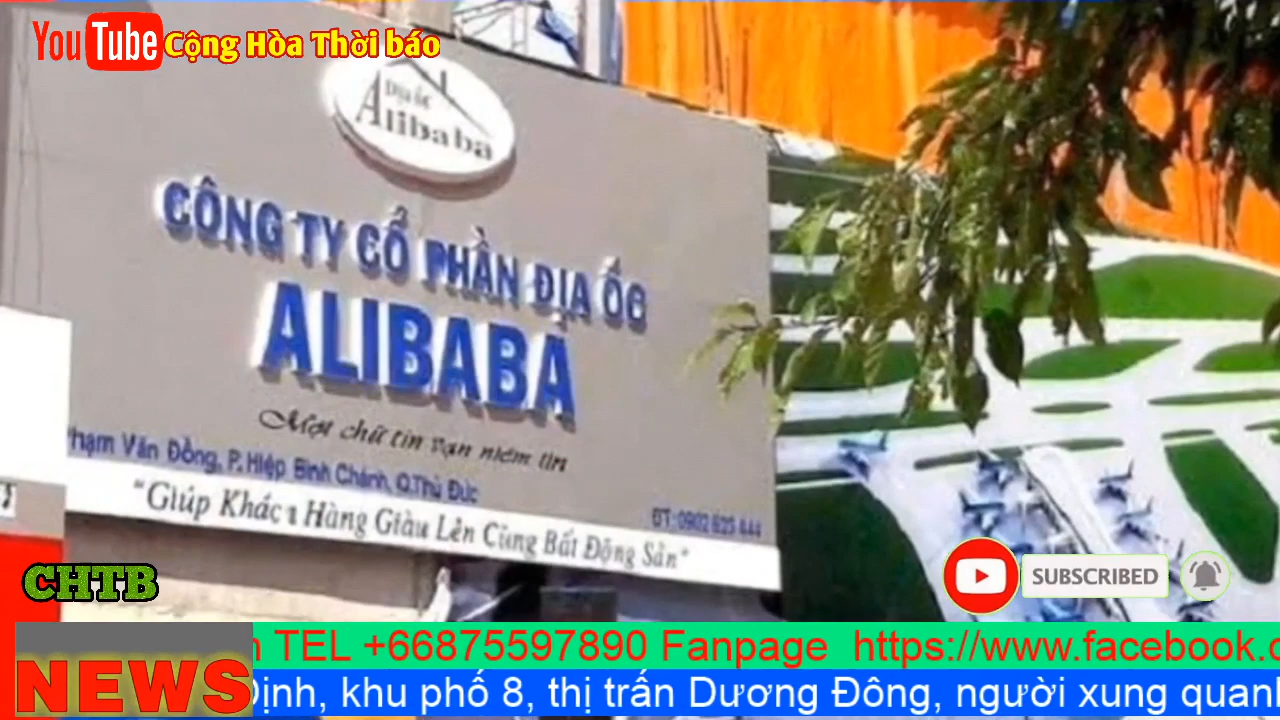 YouTube Cộng Hòa Thời báo
ĐỊA ỐC
Alibaba
CÔNG TY CỔ PHẦN ĐỊA ỐC
ALIBABA
Một chữ tín vạn niềm tin
Phạm Văn Đồng, P. Hiệp Bình Chánh, Q.Thủ Đức
ĐT: 0902 625 444
"Giúp Khách Hàng Giàu Lên Cùng Bất Động Sản"
SUBSCRIBED
CHTB
TEL +66875597890 Fanpage https://www.facebook.c
NEWS
Định, khu phố 8, thị trấn Dương Đông, người xung quanh